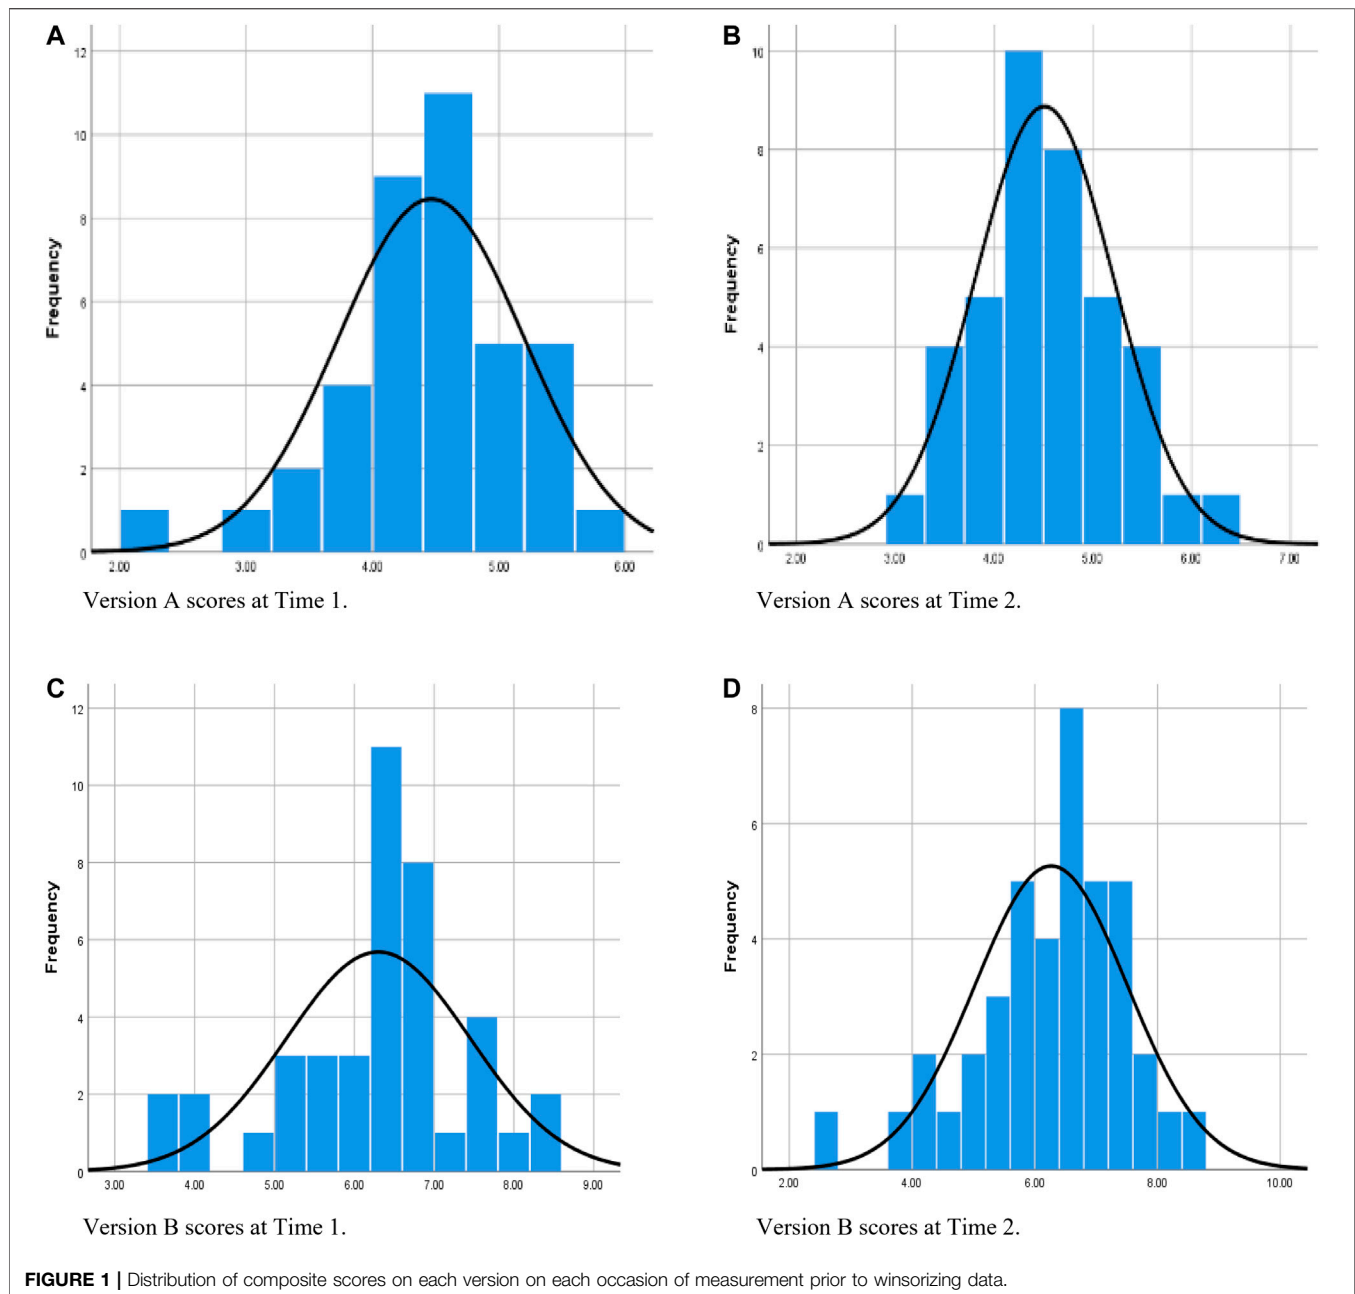 A
12
10
8
6
4
2
0
Frequency
2.00 3.00 4.00 5.00 6.00
Version A scores at Time 1.
B
10
8
6
4
2
0
Frequency
2.00 3.00 4.00 5.00 6.00 7.00
Version A scores at Time 2.
C
12
10
8
6
4
2
0
Frequency
3.00 4.00 5.00 6.00 7.00 8.00 9.00
Version B scores at Time 1.
D
8
6
4
2
0
Frequency
2.00 4.00 6.00 8.00 10.00
Version B scores at Time 2.
FIGURE 1 | Distribution of composite scores on each version on each occasion of measurement prior to winsorizing data.